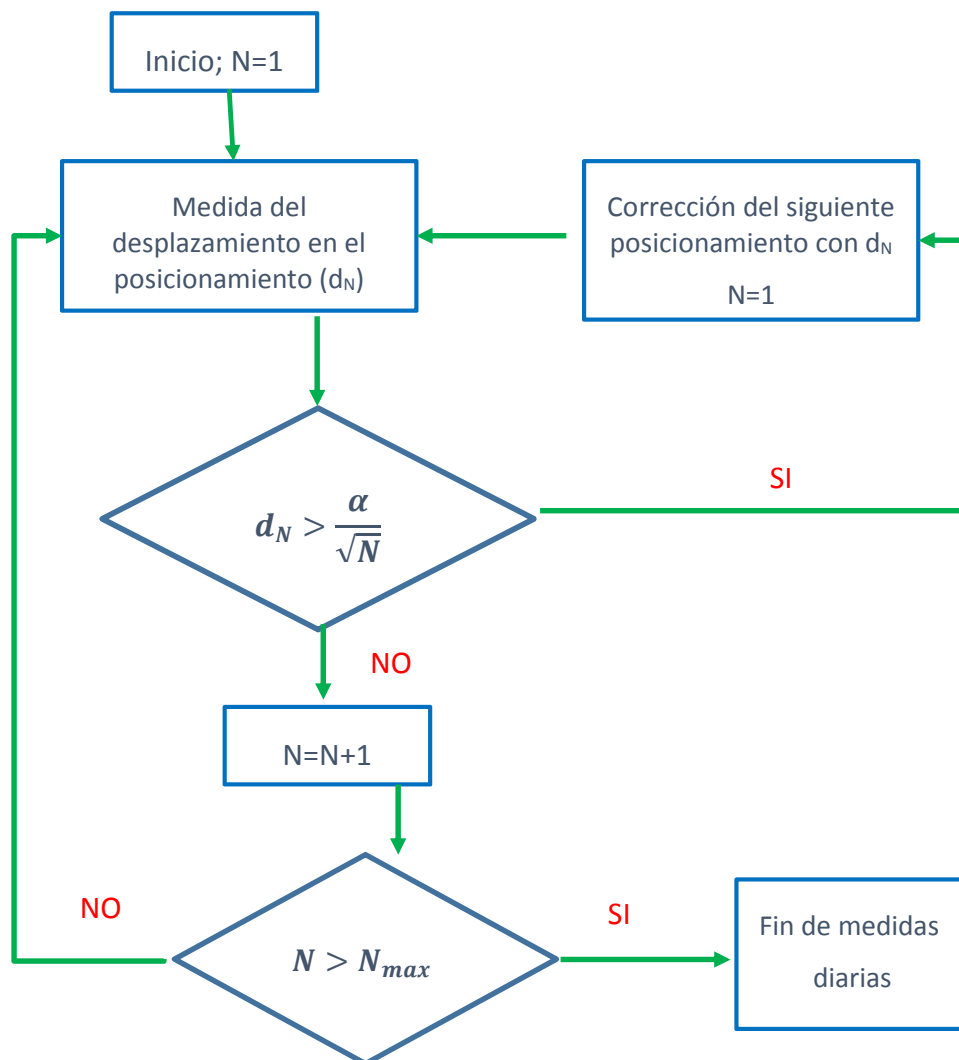 Inicio; N=1
Medida del
desplazamiento en el
posicionamiento (dN)
Corrección del siguiente
posicionamiento con dN
N=1
dN > α/√N
SI
NO
N=N+1
NO
N > Nmax
SI
Fin de medidas
diarias